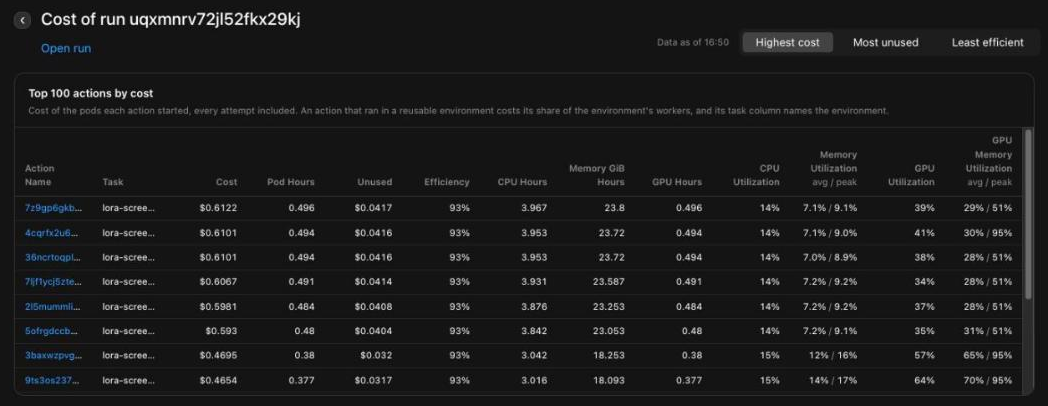 Cost of run uqxmnrv72jl52fkx29kj
Open run
Data as of 16:50 Highest cost Most unused Least efficient
Top 100 actions by cost
Cost of the pods each action started, every attempt included. An action that ran in a reusable environment costs its share of the environment's workers, and its task column names the environment.
Action Name Task Cost Pod Hours Unused Efficiency CPU Hours Memory GiB Hours GPU Hours CPU Utilization Memory Utilization avg / peak GPU Utilization GPU Memory Utilization avg / peak
7z9gp6gkb... lora-scree... $0.6122 0.496 $0.0417 93% 3.967 23.8 0.496 14% 7.1% / 9.1% 39% 29% / 51%
4cqrfx2u6... lora-scree... $0.6101 0.494 $0.0416 93% 3.953 23.72 0.494 14% 7.1% / 9.0% 41% 30% / 95%
36ncrtoqpl... lora-scree... $0.6101 0.494 $0.0416 93% 3.953 23.72 0.494 14% 7.0% / 8.9% 38% 28% / 51%
7ljf1ycj5zte... lora-scree... $0.6067 0.491 $0.0414 93% 3.931 23.587 0.491 14% 7.2% / 9.2% 34% 28% / 51%
2l5mummli... lora-scree... $0.5981 0.484 $0.0408 93% 3.876 23.253 0.484 14% 7.2% / 9.2% 37% 28% / 51%
5ofrgdccb... lora-scree... $0.593 0.48 $0.0404 93% 3.842 23.053 0.48 14% 7.2% / 9.1% 35% 31% / 51%
3baxwzpvg... lora-scree... $0.4695 0.38 $0.032 93% 3.042 18.253 0.38 15% 12% / 16% 57% 65% / 95%
9ts3os237... lora-scree... $0.4654 0.377 $0.0317 93% 3.016 18.093 0.377 15% 14% / 17% 64% 70% / 95%